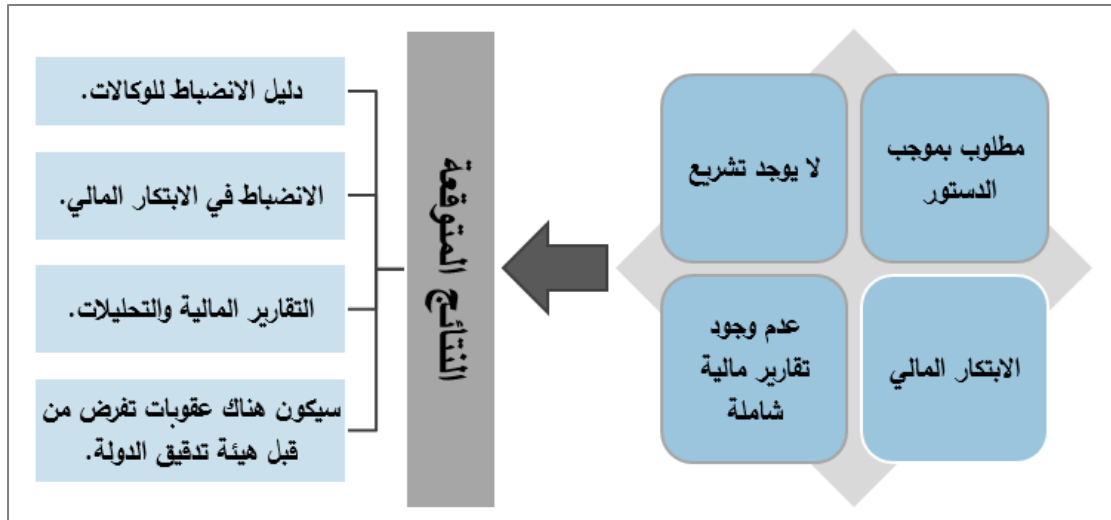 مطلوب بموجب
الدستور
لا يوجد تشريع
الابتكار المالي
عدم وجود
تقارير مالية
شاملة
النتائج المتوقعة
دليل الانضباط للوكالات.
الانضباط في الابتكار المالي.
التقارير المالية والتحليلات.
سيكون هناك عقوبات تفرض من
قبل هيئة تدقيق الدولة.